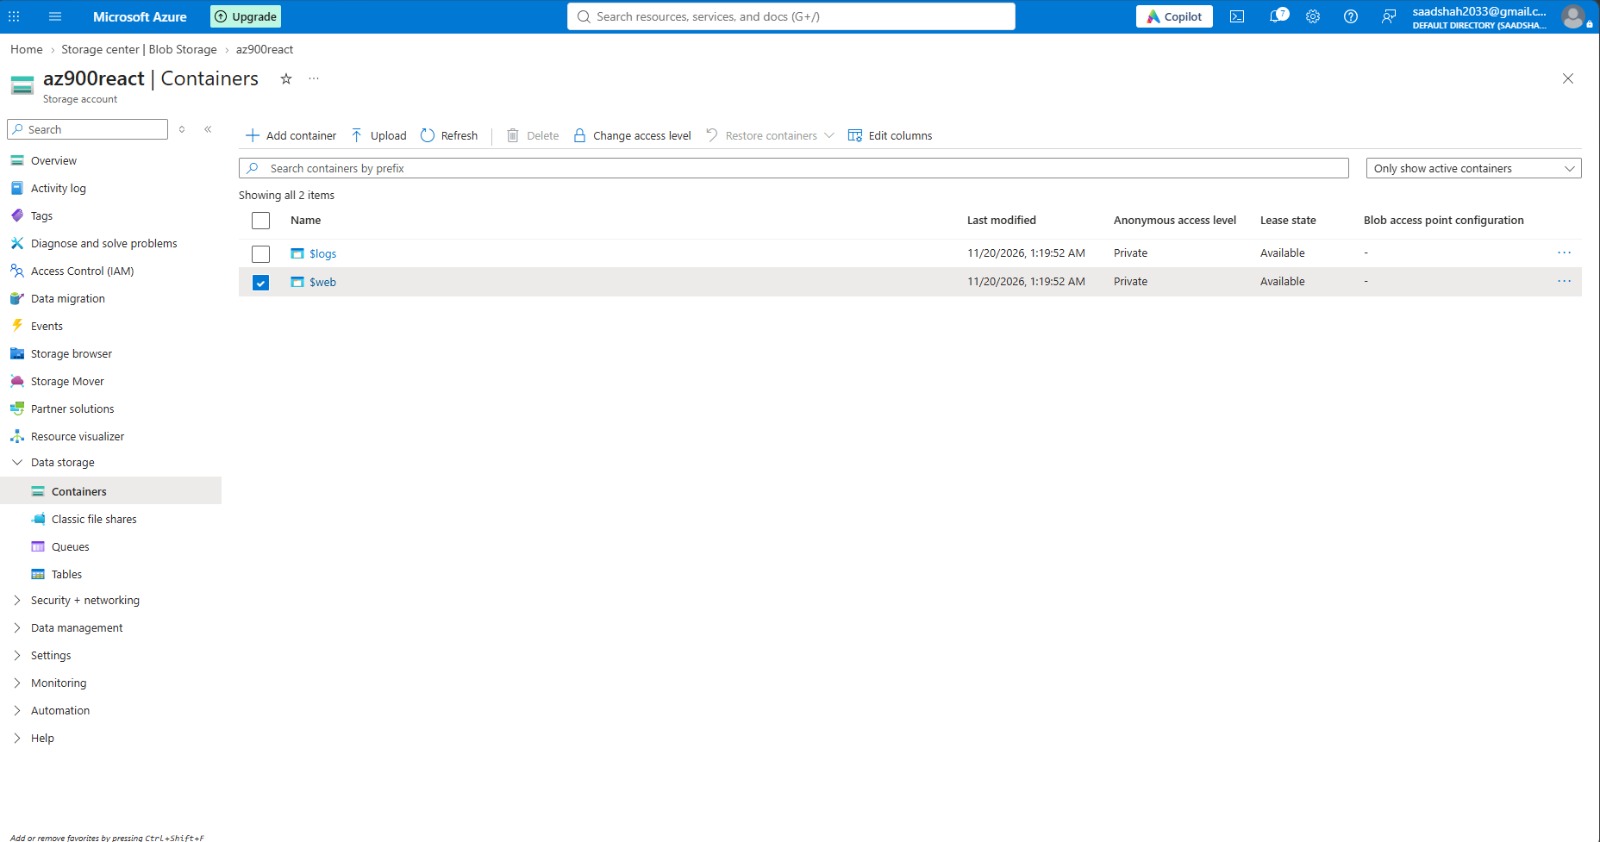 Microsoft Azure Upgrade Search resources, services, and docs (G+/) Copilot 7 saadshah2033@gmail.c...
DEFAULT DIRECTORY (SAADSHA...
Home > Storage center | Blob Storage > az900react
az900react | Containers ...
Storage account
Search
Add container Upload Refresh Delete Change access level Restore containers Edit columns
Search containers by prefix Only show active containers
Showing all 2 items
Name Last modified Anonymous access level Lease state Blob access point configuration
$logs 11/20/2026, 1:19:52 AM Private Available - ...
$web 11/20/2026, 1:19:52 AM Private Available - ...
Overview
Activity log
Tags
Diagnose and solve problems
Access Control (IAM)
Data migration
Events
Storage browser
Storage Mover
Partner solutions
Resource visualizer
Data storage
Containers
Classic file shares
Queues
Tables
Security + networking
Data management
Settings
Monitoring
Automation
Help
Add or remove favorites by pressing Ctrl+Shift+F